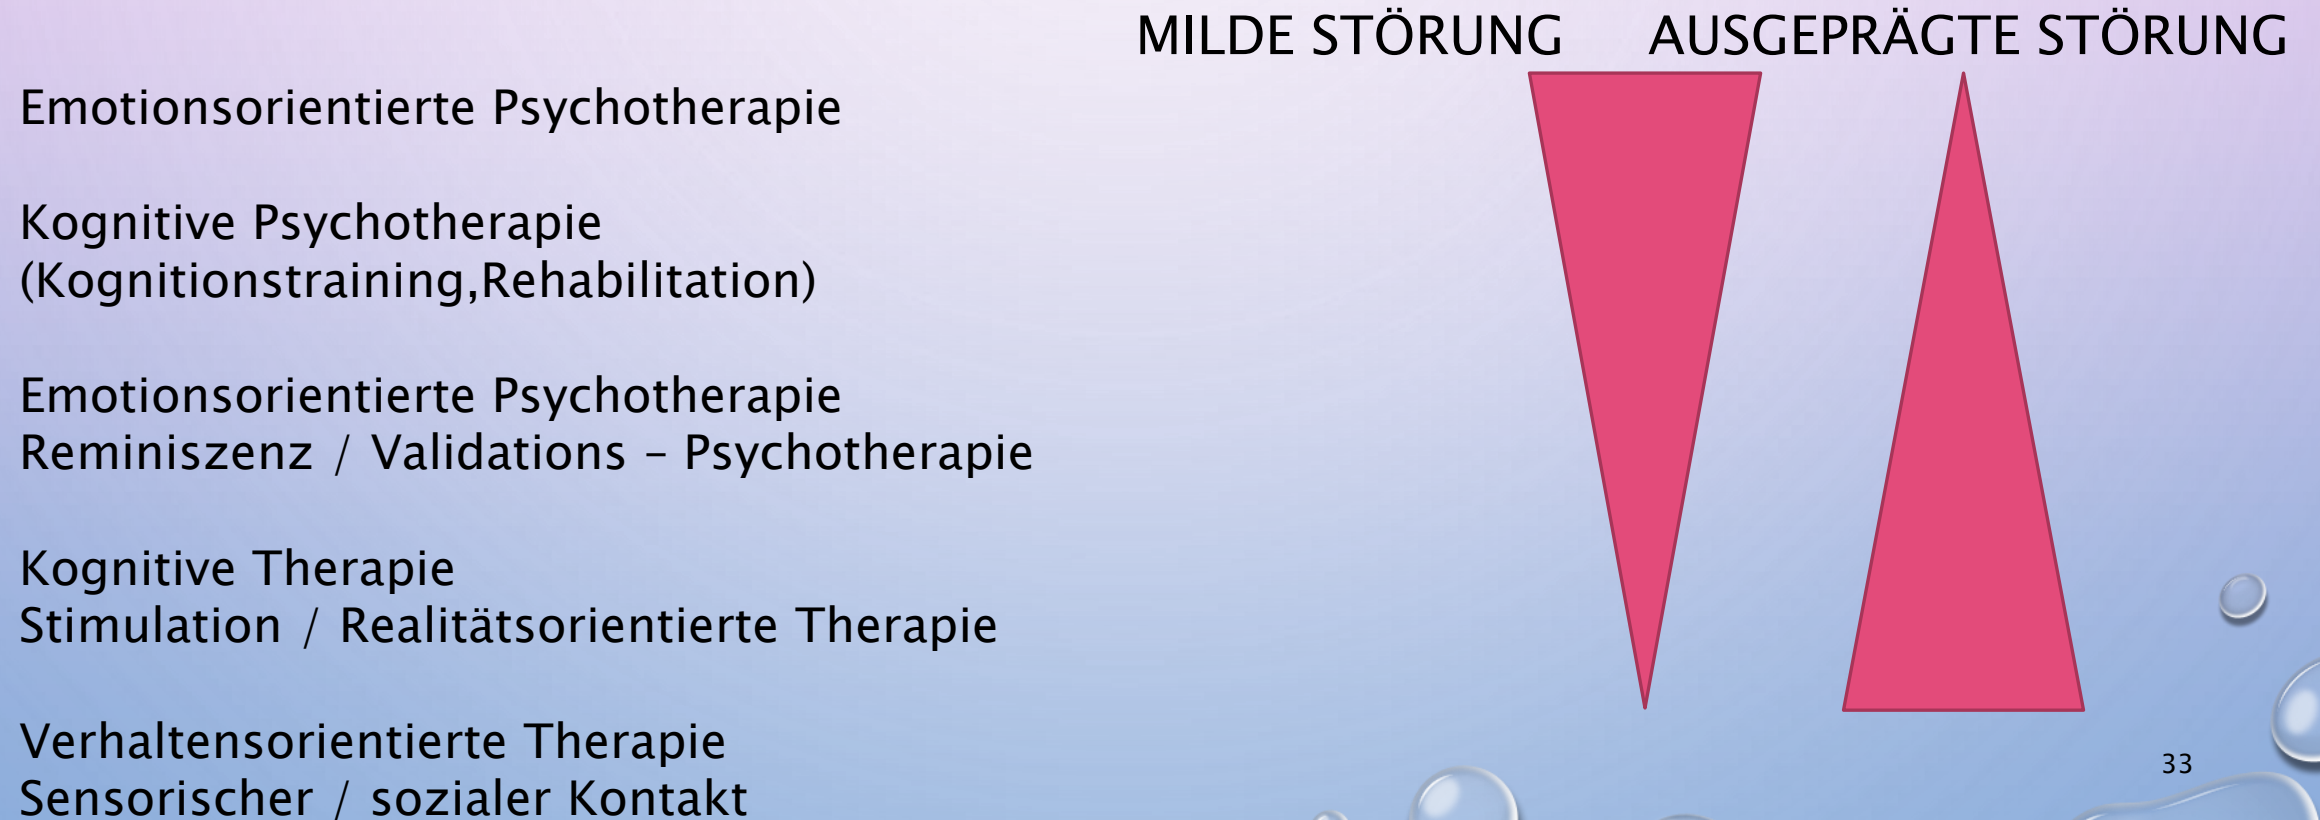 MILDE STÖRUNG AUSGEPRÄGTE STÖRUNG
Emotionsorientierte Psychotherapie
Kognitive Psychotherapie
(Kognitionstraining,Rehabilitation)
Emotionsorientierte Psychotherapie
Reminiszenz / Validations – Psychotherapie
Kognitive Therapie
Stimulation / Realitätsorientierte Therapie
Verhaltensorientierte Therapie
Sensorischer / sozialer Kontakt
33